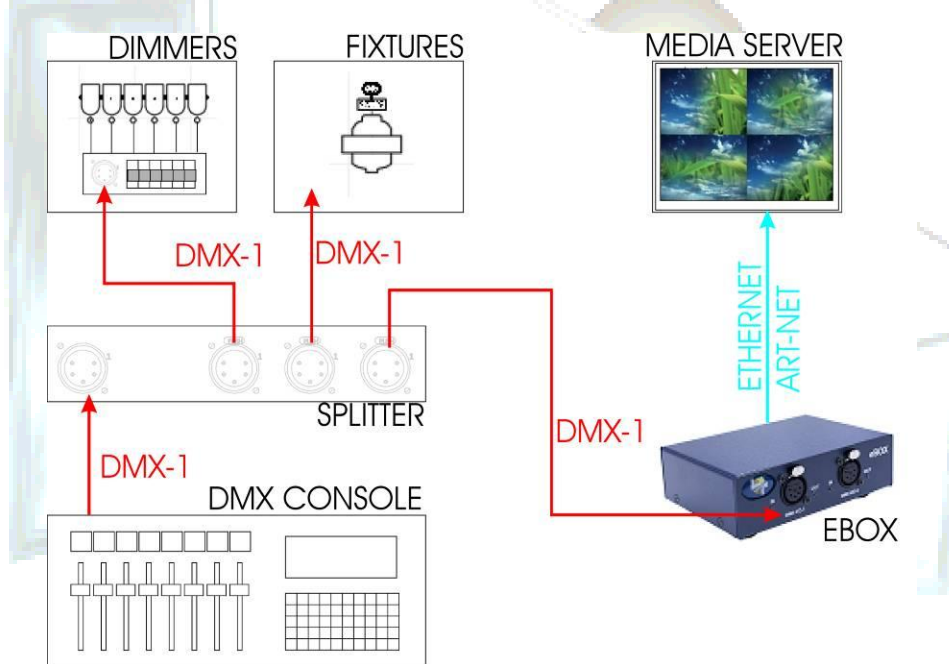 DIMMERS
FIXTURES
MEDIA SERVER
DMX-1
DMX-1
ETHERNET
ART-NET
SPLITTER
DMX-1
DMX-1
DMX CONSOLE
eBOX
EBOX